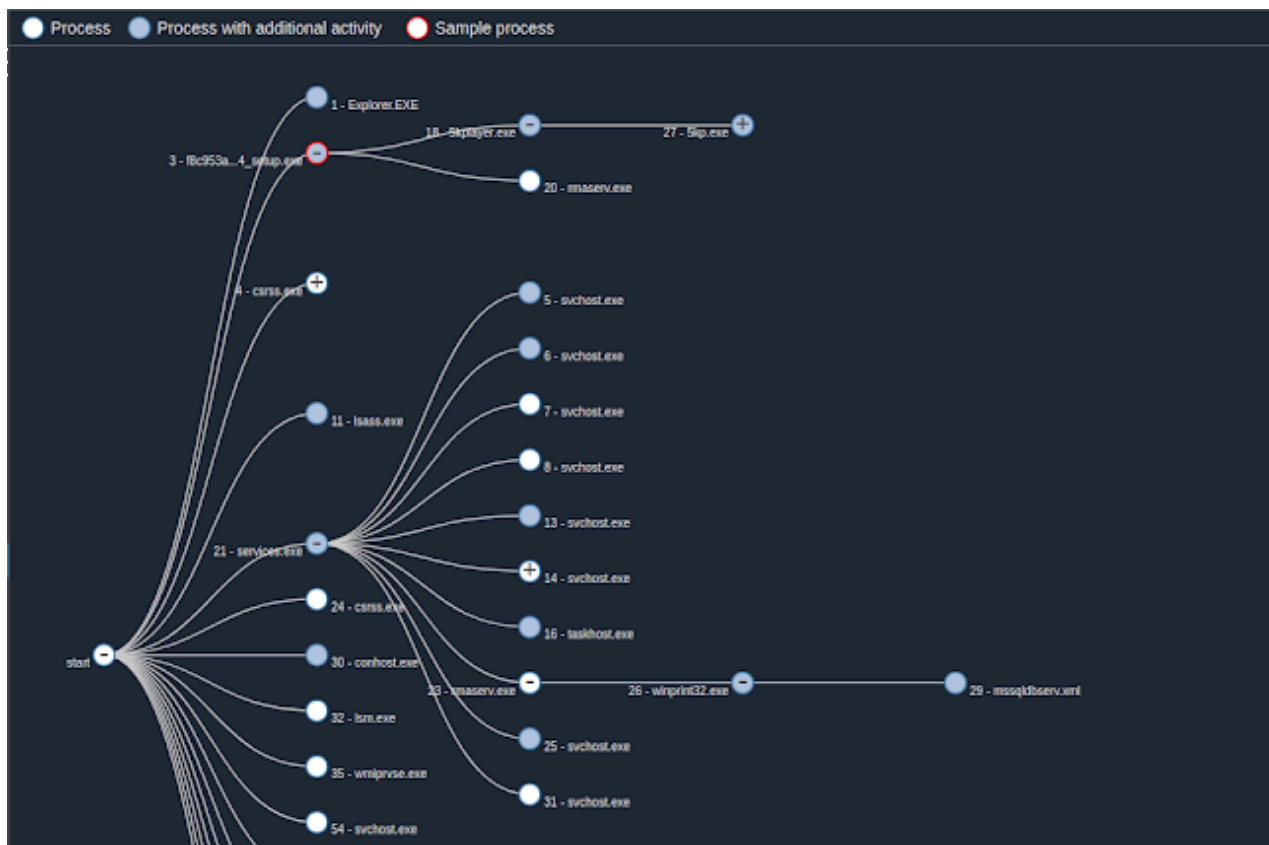 Process Process with additional activity Sample process
1 - Explorer.EXE
18 - 5kplayer.exe
27 - 5kp.exe
3 - f8c953a...4_setup.exe
20 - rmaserv.exe
4 - csrss.exe
5 - svchost.exe
6 - svchost.exe
7 - svchost.exe
11 - lsass.exe
8 - svchost.exe
13 - svchost.exe
21 - services.exe
14 - svchost.exe
24 - csrss.exe
16 - taskhost.exe
start
30 - conhost.exe
23 - rmaserv.exe
26 - winprint32.exe
29 - mssqldbserv.xml
32 - lsm.exe
25 - svchost.exe
35 - wmiprvse.exe
31 - svchost.exe
54 - svchost.exe